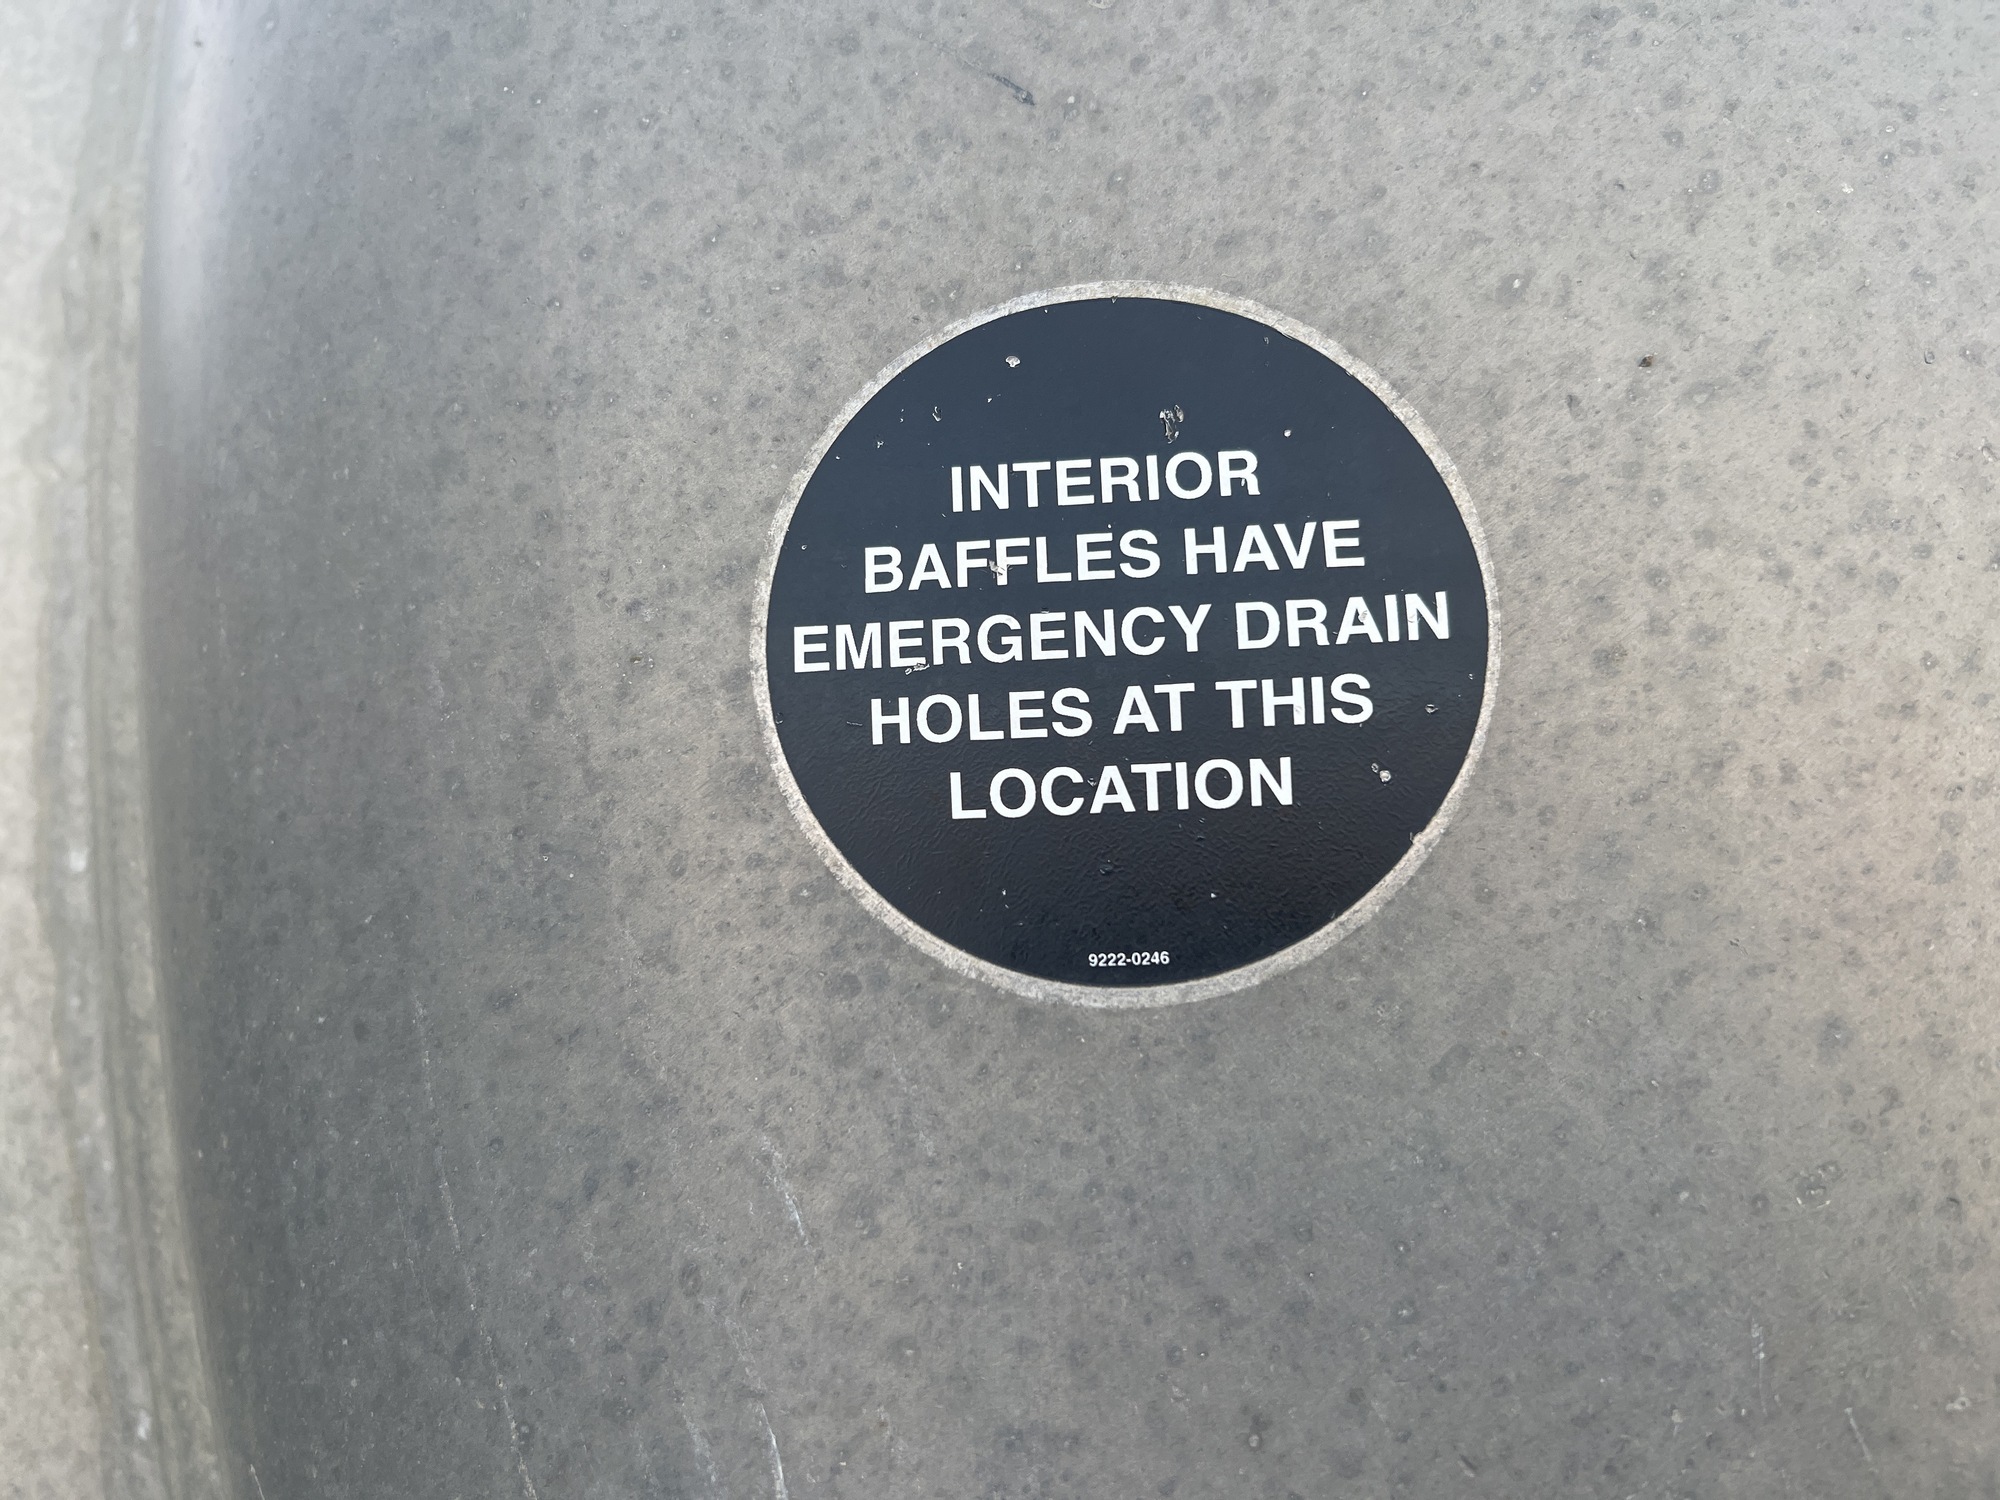 INTERIOR
BAFFLES HAVE
EMERGENCY DRAIN
HOLES AT THIS
LOCATION
9222-0246